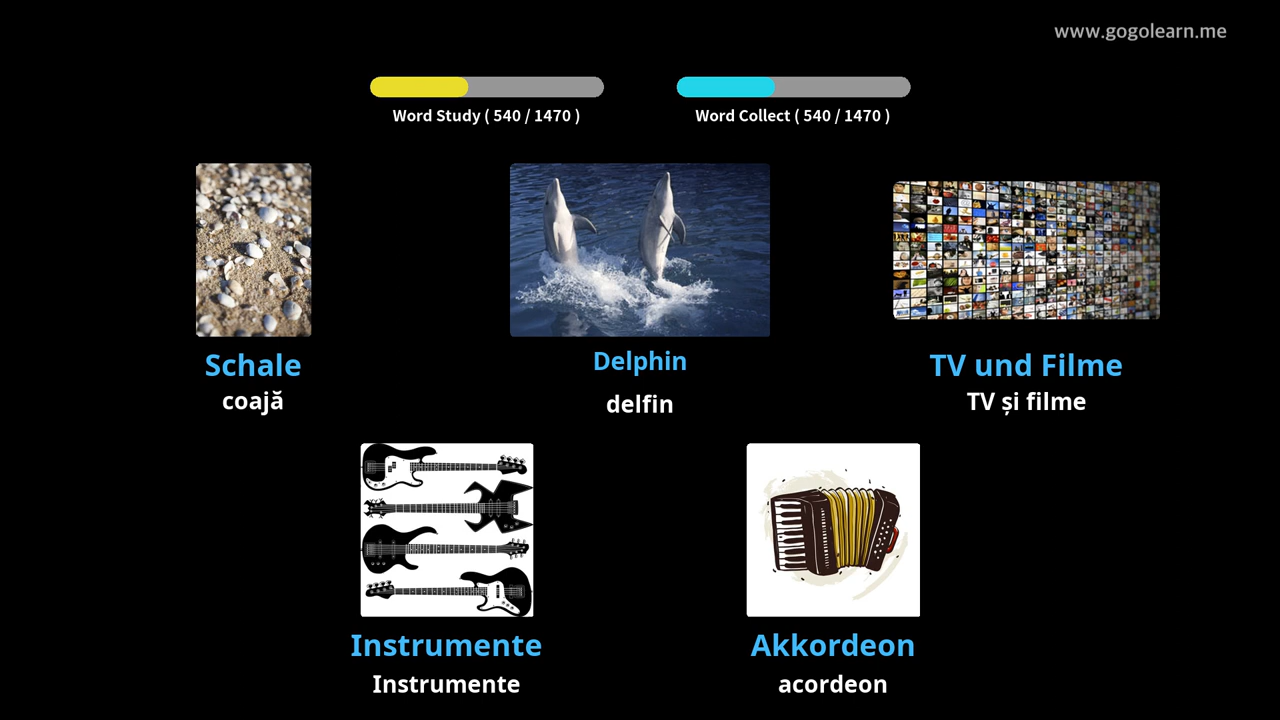 www.gogolearn.me
Word Study ( 540 / 1470 )
Word Collect ( 540 / 1470 )
Schale
coajă
Delphin
delfin
TV und Filme
TV și filme
Instrumente
Instrumente
Akkordeon
acordeon